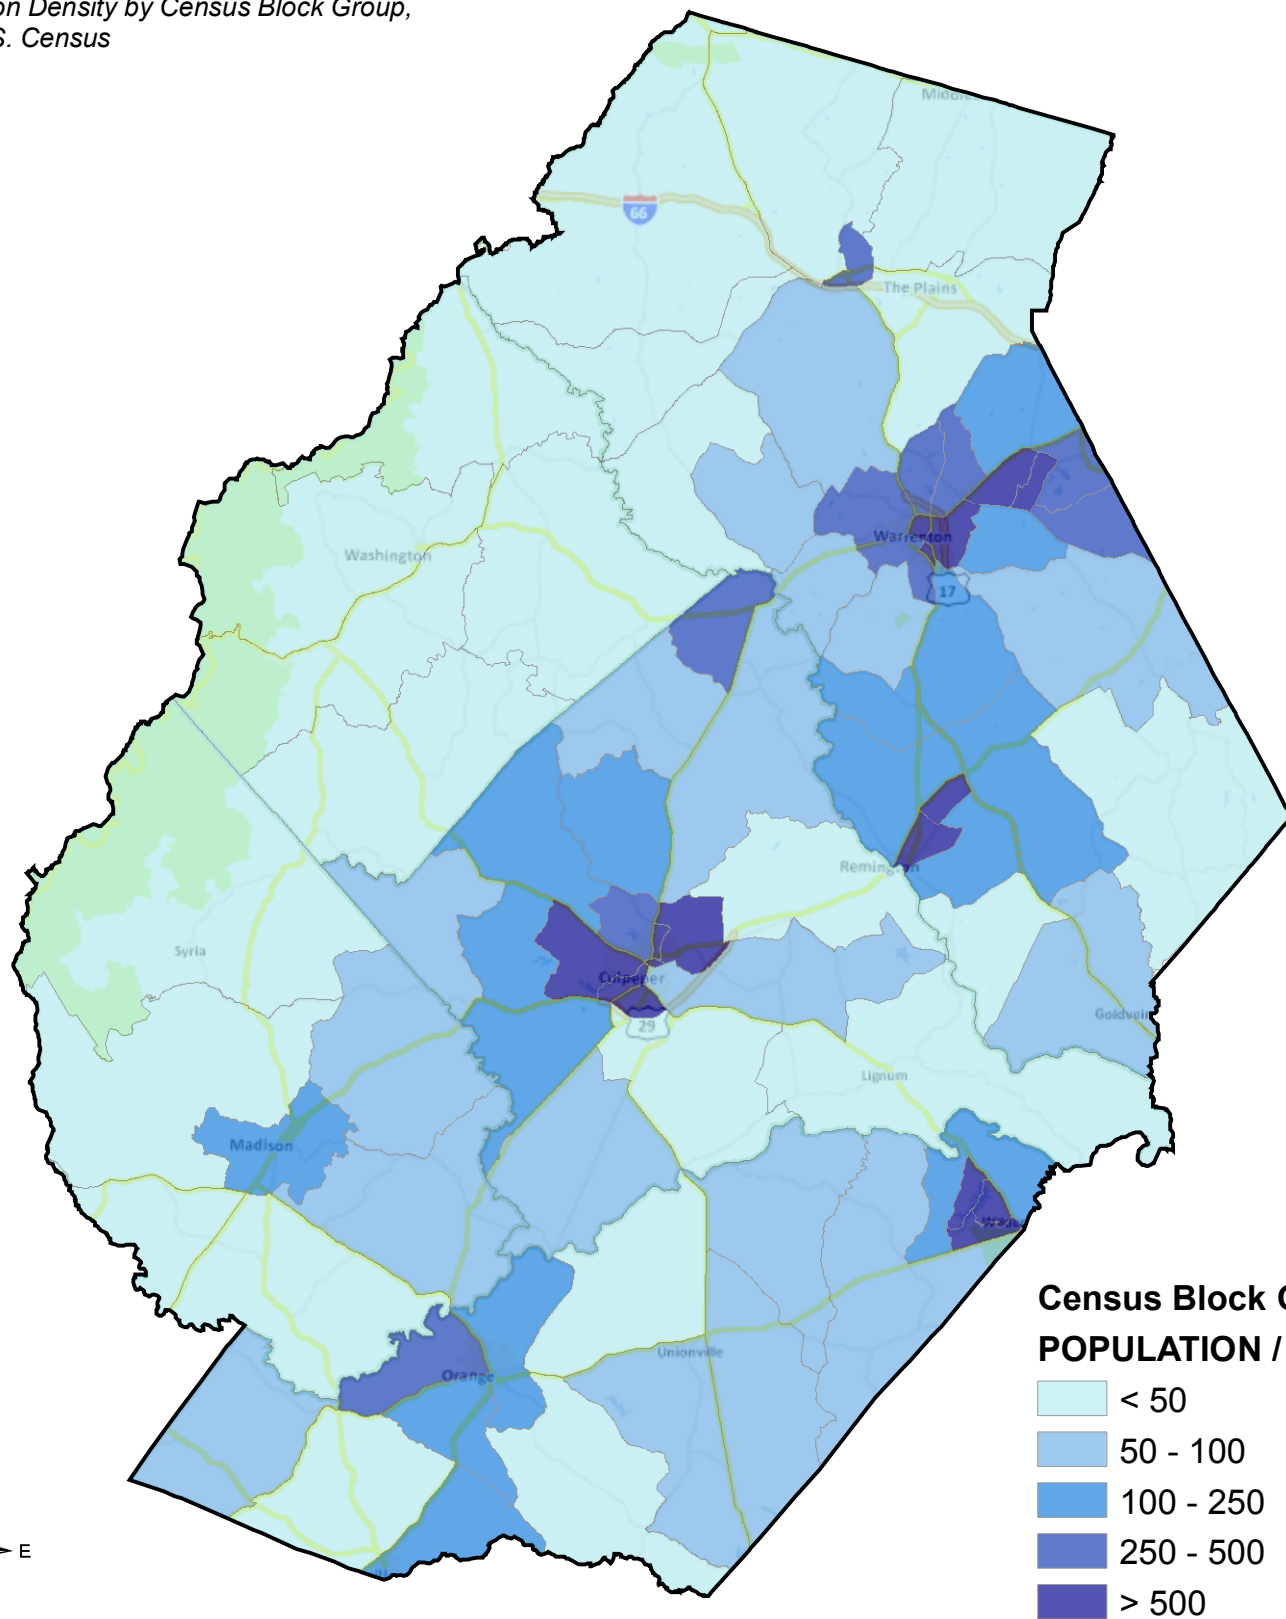 on Density by Census Block Group,
S. Census
66
The Plains
Warrenton
17
Washington
Remington
Syria
Culpeper
29
Goldvein
Lignum
Madison
Unionville
Orange
Census Block
POPULATION /
< 50
50 - 100
100 - 250
250 - 500
> 500
E